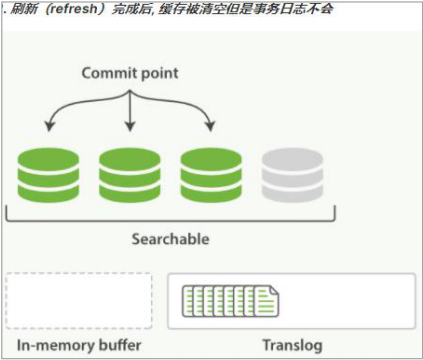 . 刷新（refresh）完成后, 缓存被清空但是事务日志不会
Commit point
Searchable
In-memory buffer
Translog